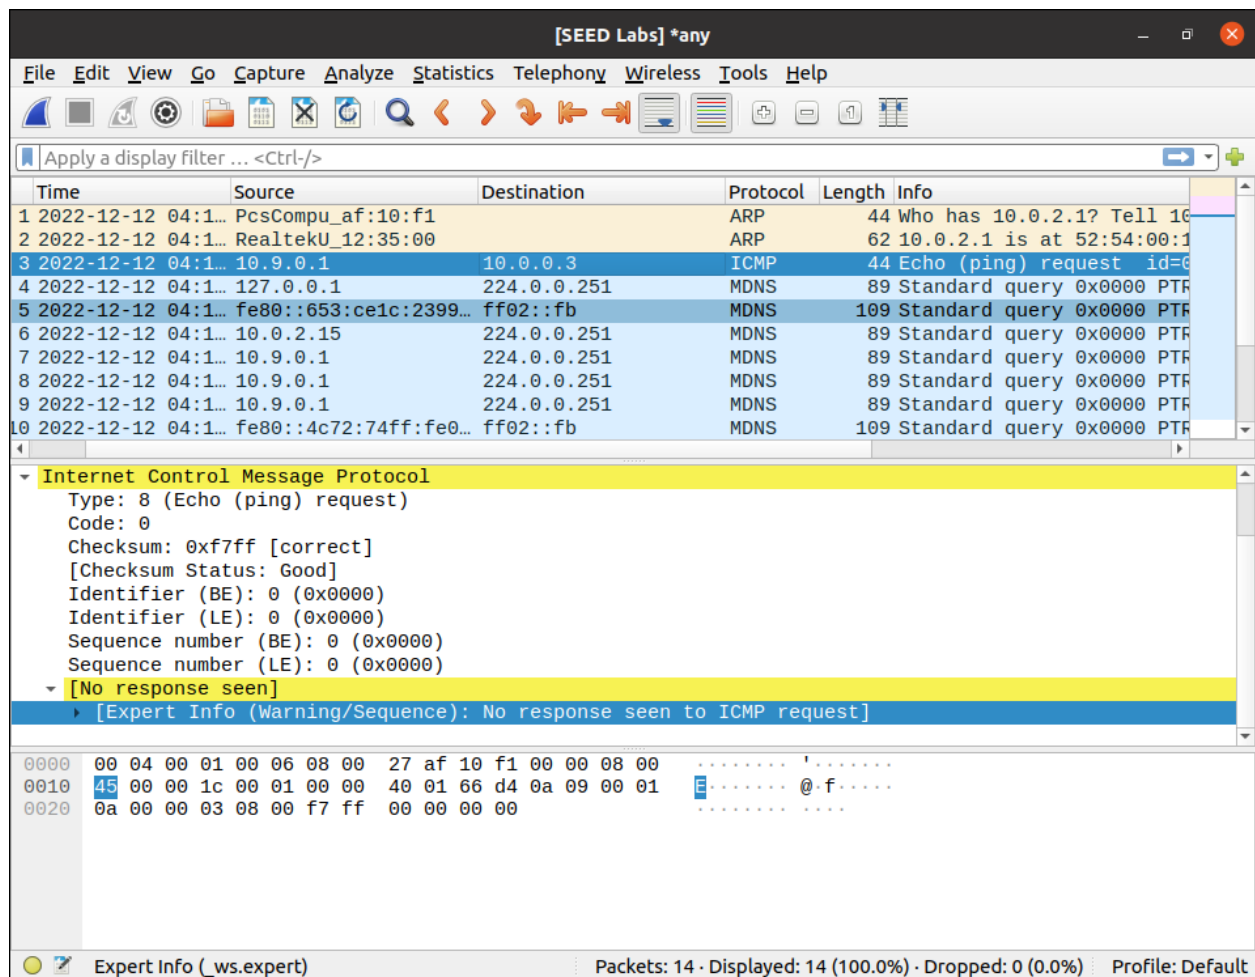 [SEED Labs] *any
File Edit View Go Capture Analyze Statistics Telephony Wireless Tools Help
Apply a display filter … <Ctrl-/>
Time Source Destination Protocol Length Info
1 2022-12-12 04:1… PcsCompu_af:10:f1 ARP 44 Who has 10.0.2.1? Tell 10
2 2022-12-12 04:1… RealtekU_12:35:00 ARP 62 10.0.2.1 is at 52:54:00:1
3 2022-12-12 04:1… 10.9.0.1 10.0.0.3 ICMP 44 Echo (ping) request id=0
4 2022-12-12 04:1… 127.0.0.1 224.0.0.251 MDNS 89 Standard query 0x0000 PTR
5 2022-12-12 04:1… fe80::653:ce1c:2399… ff02::fb MDNS 109 Standard query 0x0000 PTR
6 2022-12-12 04:1… 10.0.2.15 224.0.0.251 MDNS 89 Standard query 0x0000 PTR
7 2022-12-12 04:1… 10.9.0.1 224.0.0.251 MDNS 89 Standard query 0x0000 PTR
8 2022-12-12 04:1… 10.9.0.1 224.0.0.251 MDNS 89 Standard query 0x0000 PTR
9 2022-12-12 04:1… 10.9.0.1 224.0.0.251 MDNS 89 Standard query 0x0000 PTR
10 2022-12-12 04:1… fe80::4c72:74ff:fe0… ff02::fb MDNS 109 Standard query 0x0000 PTR
Internet Control Message Protocol
Type: 8 (Echo (ping) request)
Code: 0
Checksum: 0xf7ff [correct]
[Checksum Status: Good]
Identifier (BE): 0 (0x0000)
Identifier (LE): 0 (0x0000)
Sequence number (BE): 0 (0x0000)
Sequence number (LE): 0 (0x0000)
[No response seen]
[Expert Info (Warning/Sequence): No response seen to ICMP request]
0000 00 04 00 01 00 06 08 00 27 af 10 f1 00 00 08 00 ········ '·······
0010 45 00 00 1c 00 01 00 00 40 01 66 d4 0a 09 00 01 E······· @·f·····
0020 0a 00 00 03 08 00 f7 ff 00 00 00 00 ········ ····
Expert Info (_ws.expert) Packets: 14 · Displayed: 14 (100.0%) · Dropped: 0 (0.0%) Profile: Default